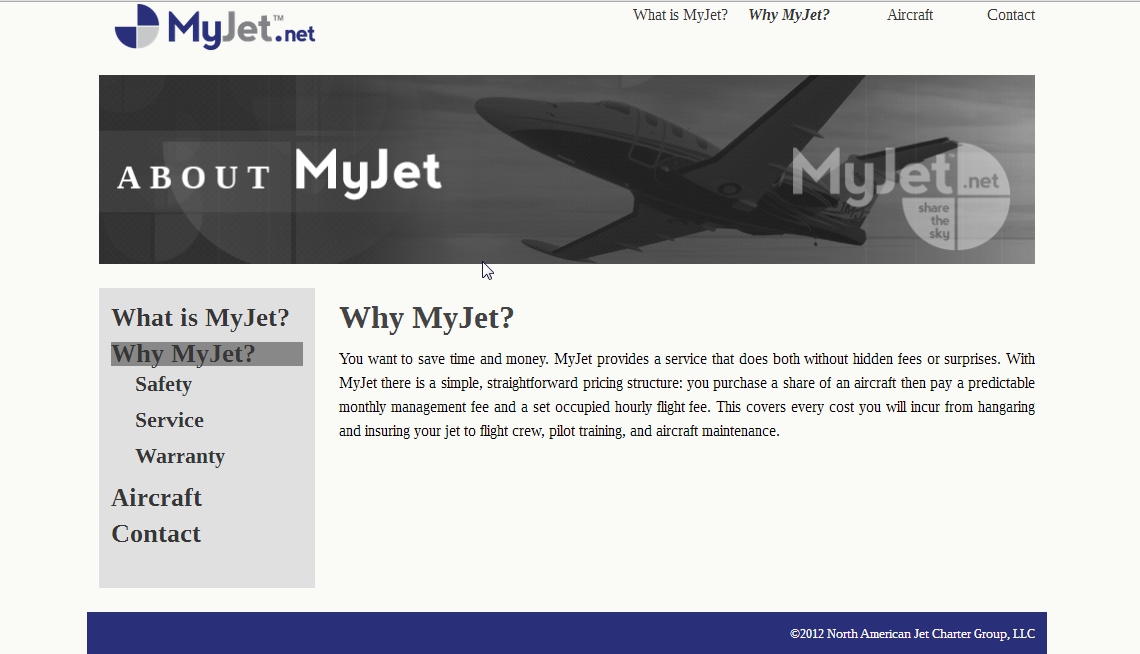 MyJet™.net
What is MyJet? Why MyJet? Aircraft Contact
ABOUT MyJet
MyJet .net
share
the
sky
What is MyJet?
Why MyJet?
Safety
Service
Warranty
Aircraft
Contact
Why MyJet?
You want to save time and money. MyJet provides a service that does both without hidden fees or surprises. With
MyJet there is a simple, straightforward pricing structure: you purchase a share of an aircraft then pay a predictable
monthly management fee and a set occupied hourly flight fee. This covers every cost you will incur from hangaring
and insuring your jet to flight crew, pilot training, and aircraft maintenance.
©2012 North American Jet Charter Group, LLC